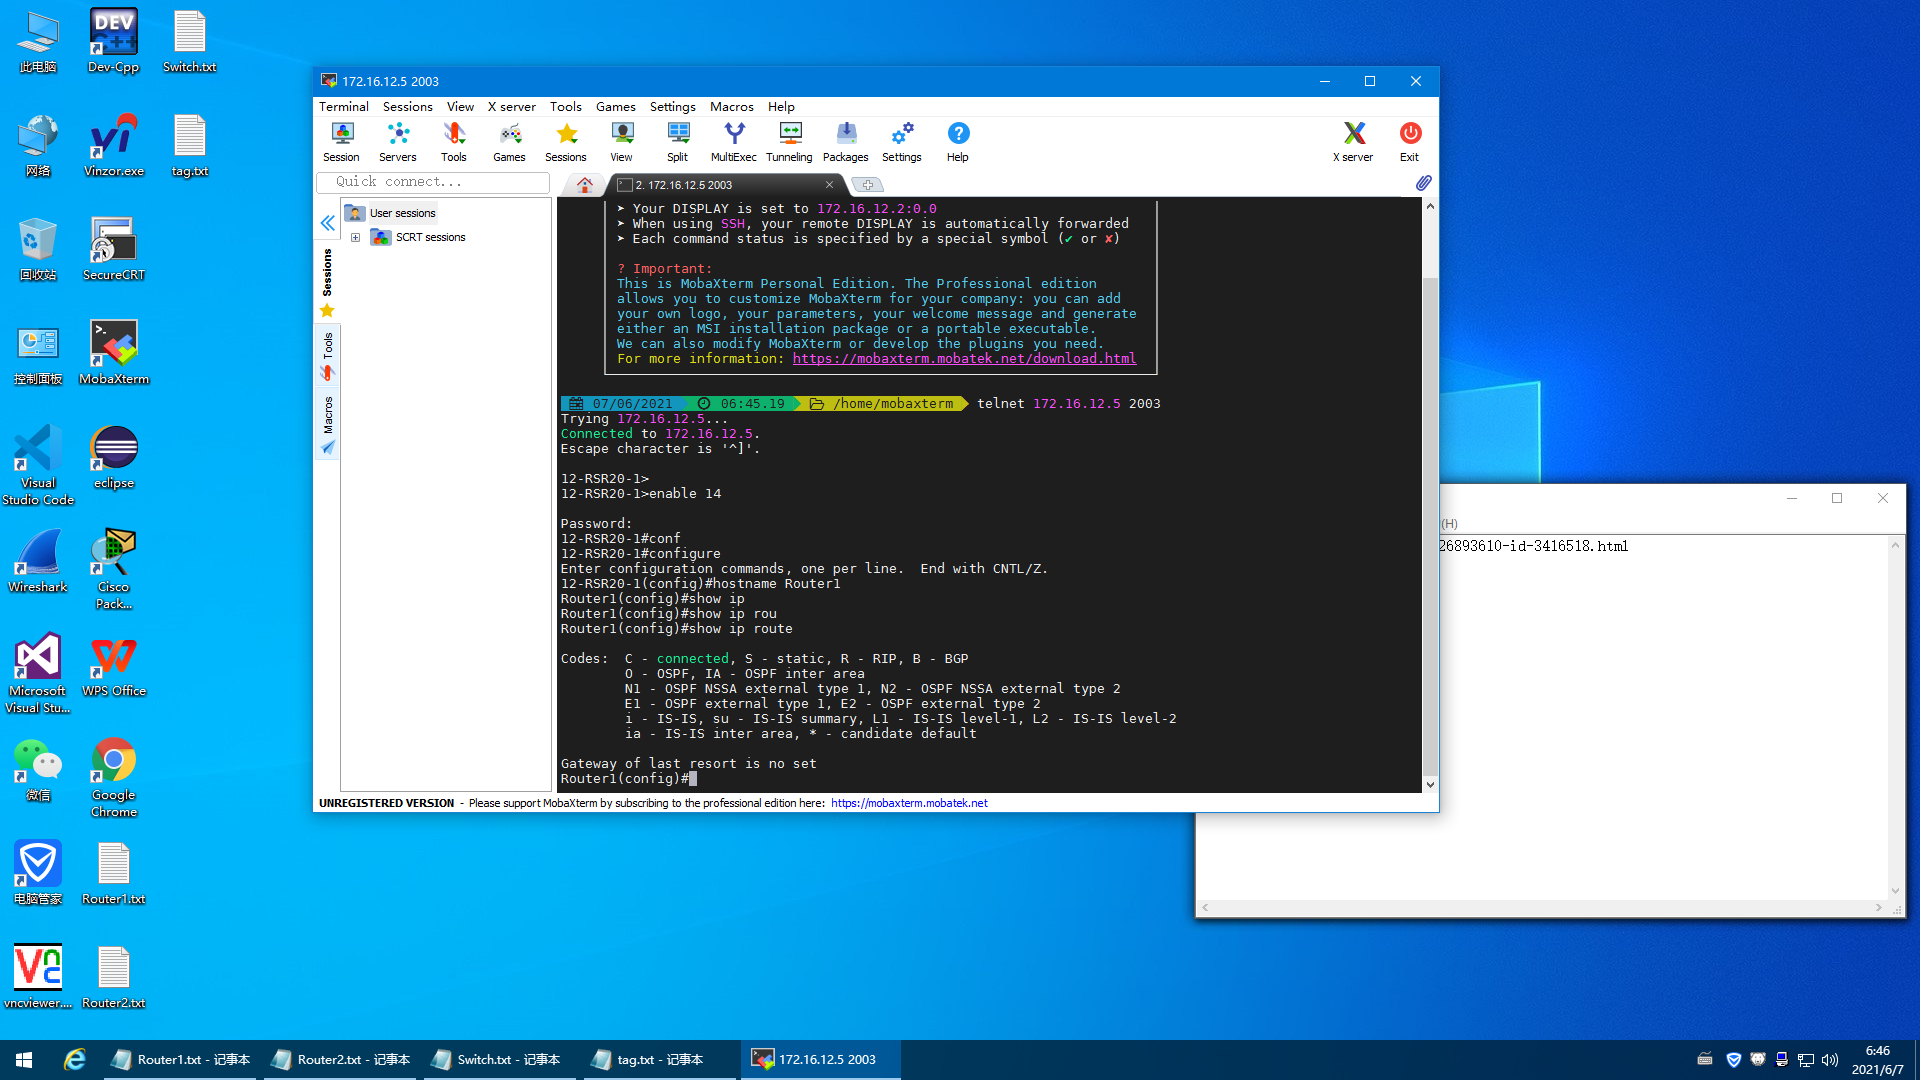 此电脑
Dev-Cpp
Switch.txt
网络
Vinzor.exe
tag.txt
回收站
SecureCRT
控制面板
MobaXterm
Visual
Studio Code
eclipse
Wireshark
Cisco
Pack...
Microsoft
Visual Stu...
WPS Office
微信
Google
Chrome
电脑管家
Router1.txt
vncviewer....
Router2.txt
172.16.12.5 2003
Terminal Sessions View X server Tools Games Settings Macros Help
Session Servers Tools Games Sessions View Split MultiExec Tunneling Packages Settings Help X server Exit
Quick connect...
2. 172.16.12.5 2003
User sessions
SCRT sessions
Sessions
Tools
Macros
➤ Your DISPLAY is set to 172.16.12.2:0.0
➤ When using SSH, your remote DISPLAY is automatically forwarded
➤ Each command status is specified by a special symbol (✔ or ✘)
? Important:
This is MobaXterm Personal Edition. The Professional edition
allows you to customize MobaXterm for your company: you can add
your own logo, your parameters, your welcome message and generate
either an MSI installation package or a portable executable.
We can also modify MobaXterm or develop the plugins you need.
For more information: https://mobaxterm.mobatek.net/download.html
07/06/2021 06:45.19 /home/mobaxterm telnet 172.16.12.5 2003
Trying 172.16.12.5...
Connected to 172.16.12.5.
Escape character is '^]'.
12-RSR20-1>
12-RSR20-1>enable 14
Password:
12-RSR20-1#conf
12-RSR20-1#configure
Enter configuration commands, one per line.  End with CNTL/Z.
12-RSR20-1(config)#hostname Router1
Router1(config)#show ip
Router1(config)#show ip rou
Router1(config)#show ip route
Codes:  C - connected, S - static, R - RIP, B - BGP
O - OSPF, IA - OSPF inter area
N1 - OSPF NSSA external type 1, N2 - OSPF NSSA external type 2
E1 - OSPF external type 1, E2 - OSPF external type 2
i - IS-IS, su - IS-IS summary, L1 - IS-IS level-1, L2 - IS-IS level-2
ia - IS-IS inter area, * - candidate default
Gateway of last resort is no set
Router1(config)#
UNREGISTERED VERSION - Please support MobaXterm by subscribing to the professional edition here: https://mobaxterm.mobatek.net
(H)
26893610-id-3416518.html
Router1.txt - 记事本
Router2.txt - 记事本
Switch.txt - 记事本
tag.txt - 记事本
172.16.12.5 2003
6:46
2021/6/7